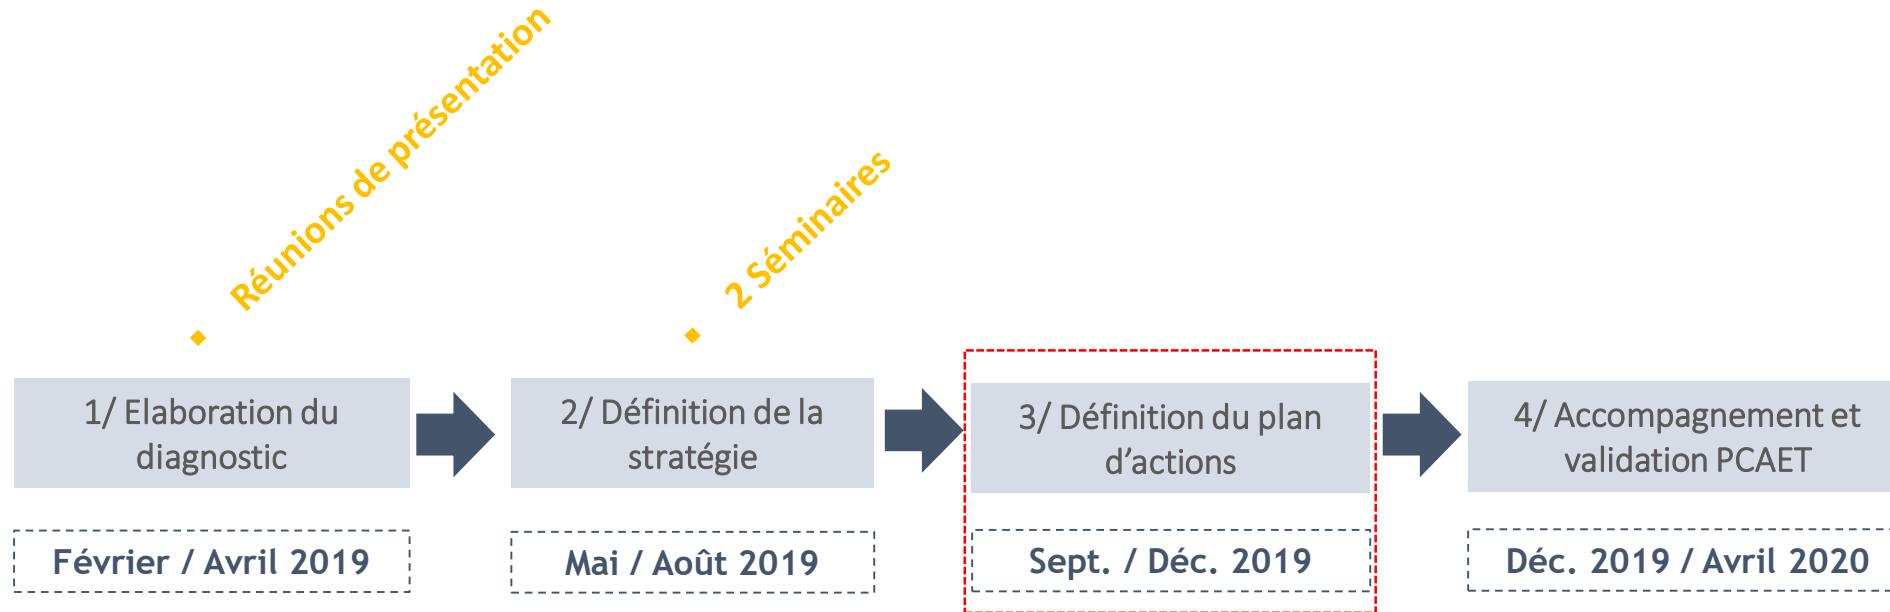 Réunions de présentation
2 Séminaires
1/ Elaboration du
diagnostic
2/ Définition de la
stratégie
3/ Définition du plan
d’actions
4/ Accompagnement et
validation PCAET
Février / Avril 2019
Mai / Août 2019
Sept. / Déc. 2019
Déc. 2019 / Avril 2020